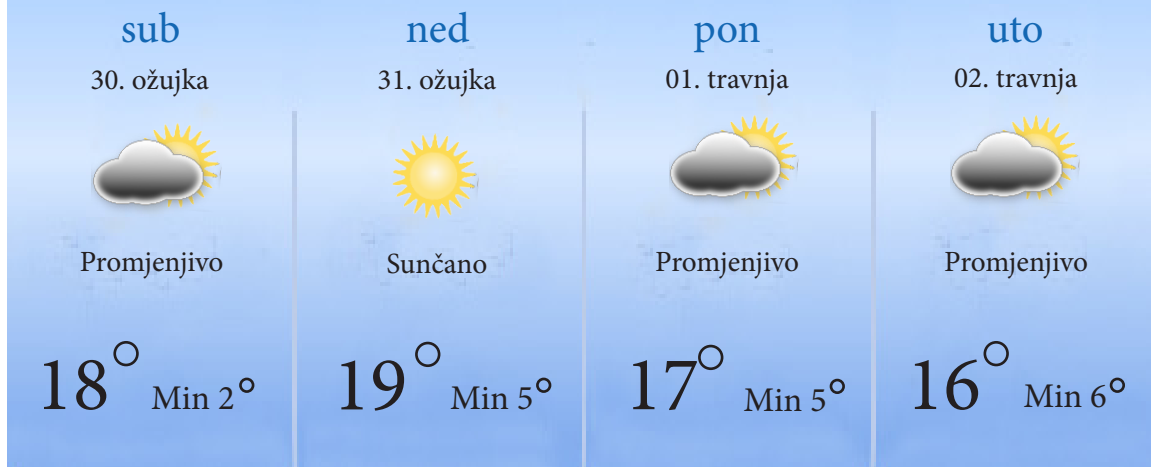 sub
30. ožujka
Promjenjivo
18° Min 2°
ned
31. ožujka
Sunčano
19° Min 5°
pon
01. travnja
Promjenjivo
17° Min 5°
uto
02. travnja
Promjenjivo
16° Min 6°